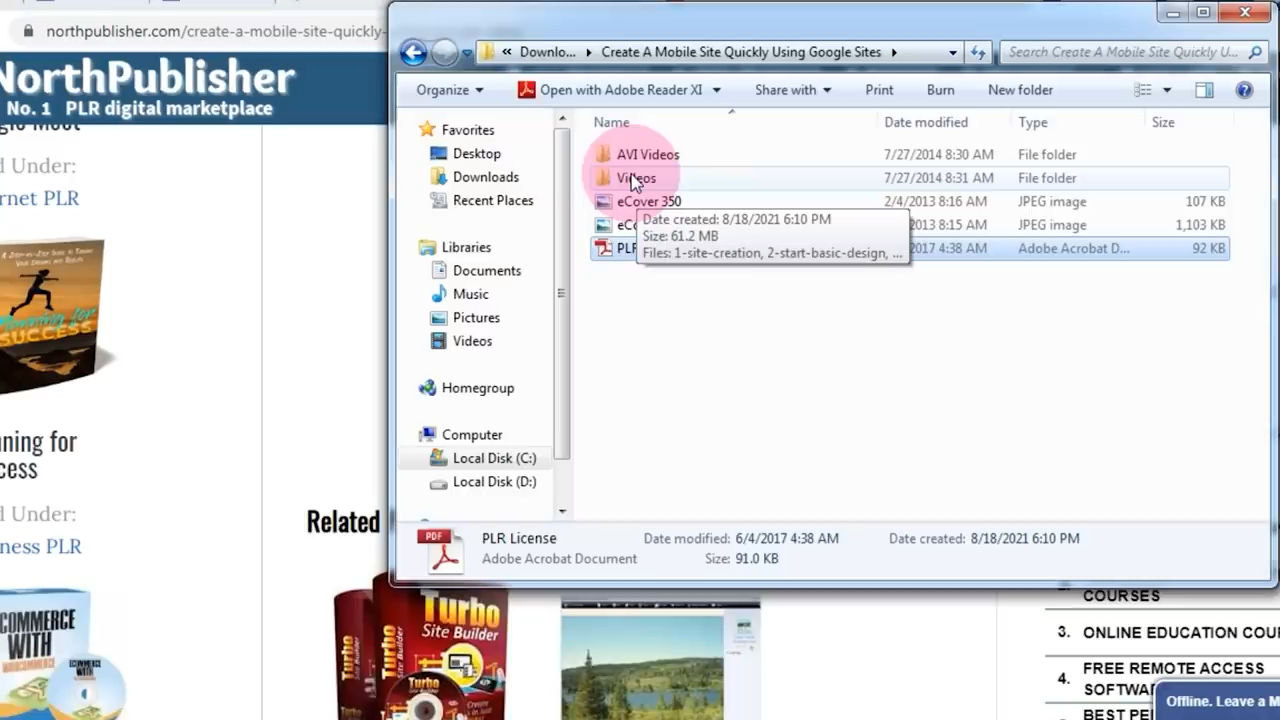 northpublisher.com/create-a-mobile-site-quickly-
NorthPublisher
No. 1 PLR digital marketplace
Meet
d Under:
rnet PLR
SUCCESS
ning for
cess
d Under:
ness PLR
COMMERCE
WITH
Related
Turbo
Site Builder
COURSES
3. ONLINE EDUCATION COU
4. FREE REMOTE ACCESS
SOFTWA
BEST PE
Offline. Leave a M
« Downlo... Create A Mobile Site Quickly Using Google Sites
Search Create A Mobile Site Quickly U...
Organize Open with Adobe Reader XI Share with Print Burn New folder
Name Date modified Type Size
AVI Videos 7/27/2014 8:30 AM File folder
Videos 7/27/2014 8:31 AM File folder
eCover 350 2/4/2013 8:16 AM JPEG image 107 KB
eCo 2013 8:15 AM JPEG image 1,103 KB
PLR 2017 4:38 AM Adobe Acrobat D... 92 KB
Date created: 8/18/2021 6:10 PM
Size: 61.2 MB
Files: 1-site-creation, 2-start-basic-design, ...
Favorites
Desktop
Downloads
Recent Places
Libraries
Documents
Music
Pictures
Videos
Homegroup
Computer
Local Disk (C:)
Local Disk (D:)
PDF
PLR License Date modified: 6/4/2017 4:38 AM Date created: 8/18/2021 6:10 PM
Adobe Acrobat Document Size: 91.0 KB